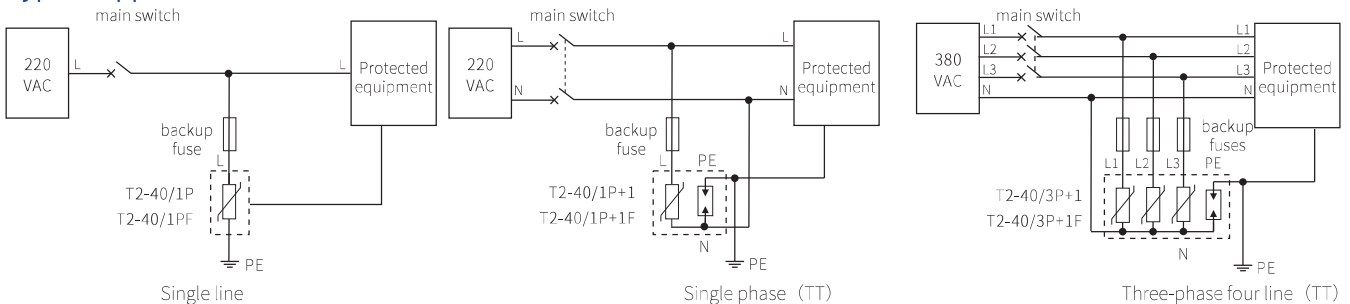 main switch
220
VAC
L
L
Protected
equipment
backup
fuse
L
T2-40/1P
T2-40/1PF
PE
Single line
main switch
220
VAC
L
N
L
N
Protected
equipment
backup
fuse
L
PE
T2-40/1P+1
T2-40/1P+1F
N
PE
Single phase（TT）
main switch
380
VAC
L1
L2
L3
N
L1
L2
L3
N
Protected
equipment
backup
fuses
L1
L2
L3
PE
T2-40/3P+1
T2-40/3P+1F
N
PE
Three-phase four line（TT）